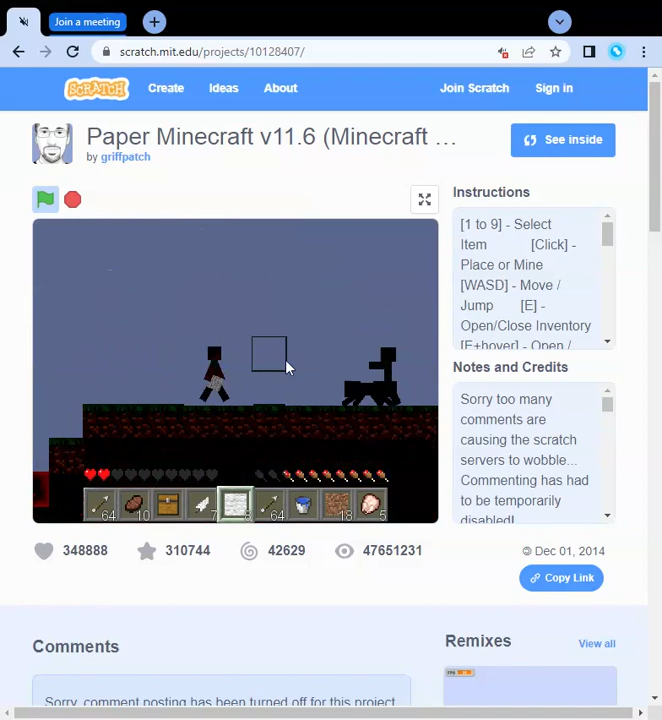 Join a meeting
scratch.mit.edu/projects/10128407/
SCRATCH
Create
Ideas
About
Join Scratch
Sign in
Paper Minecraft v11.6 (Minecraft ...
by griffpatch
See inside
Instructions
[1 to 9] - Select
Item [Click] -
Place or Mine
[WASD] - Move /
Jump [E] -
Open/Close Inventory
[E+hover] - Open /
64
10
7
8
64
18
5
Notes and Credits
Sorry too many
comments are
causing the scratch
servers to wobble...
Commenting has to
be temporarily
disabled!
348888
310744
42629
47651231
© Dec 01, 2014
Copy Link
Comments
Sorry, comment posting has been turned off for this project
Remixes
View all